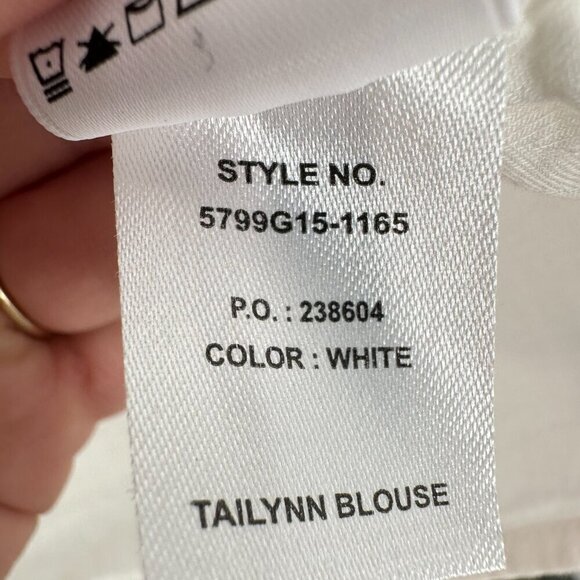 STYLE NO.
5799G15-1165
P.O. : 238604
COLOR : WHITE
TAILYNN BLOUSE